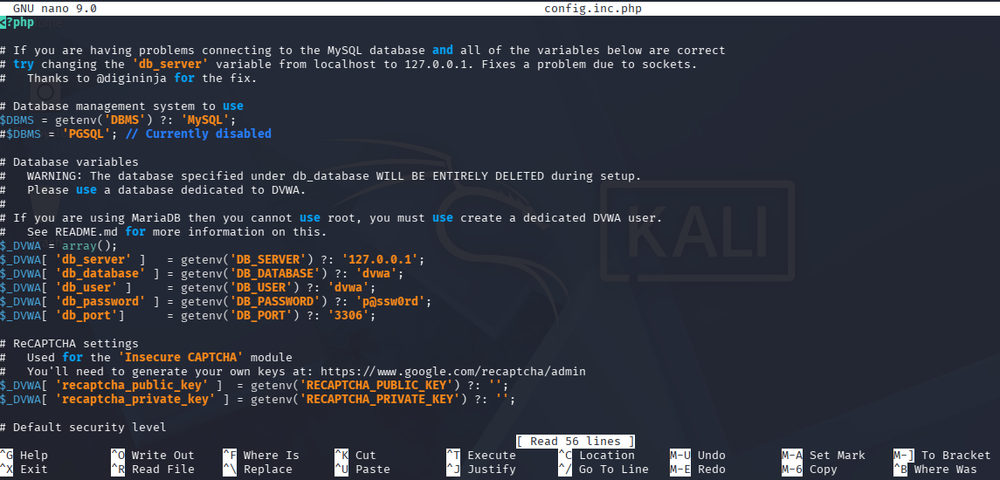 GNU nano 9.0 config.inc.php
<?php
# If you are having problems connecting to the MySQL database and all of the variables below are correct
# try changing the 'db_server' variable from localhost to 127.0.0.1. Fixes a problem due to sockets.
#   Thanks to @digininja for the fix.
# Database management system to use
$DBMS = getenv('DBMS') ?: 'MySQL';
#$DBMS = 'PGSQL'; // Currently disabled
# Database variables
#   WARNING: The database specified under db_database WILL BE ENTIRELY DELETED during setup.
#   Please use a database dedicated to DVWA.
#
# If you are using MariaDB then you cannot use root, you must use create a dedicated DVWA user.
#   See README.md for more information on this.
$_DVWA = array();
$_DVWA[ 'db_server' ]   = getenv('DB_SERVER') ?: '127.0.0.1';
$_DVWA[ 'db_database' ] = getenv('DB_DATABASE') ?: 'dvwa';
$_DVWA[ 'db_user' ]     = getenv('DB_USER') ?: 'dvwa';
$_DVWA[ 'db_password' ] = getenv('DB_PASSWORD') ?: 'p@ssw0rd';
$_DVWA[ 'db_port']      = getenv('DB_PORT') ?: '3306';
# ReCAPTCHA settings
#   Used for the 'Insecure CAPTCHA' module
#   You'll need to generate your own keys at: https://www.google.com/recaptcha/admin
$_DVWA[ 'recaptcha_public_key' ]  = getenv('RECAPTCHA_PUBLIC_KEY') ?: '';
$_DVWA[ 'recaptcha_private_key' ] = getenv('RECAPTCHA_PRIVATE_KEY') ?: '';
# Default security level
KALI
[ Read 56 lines ]
^G Help ^O Write Out ^F Where Is ^K Cut ^T Execute ^C Location M-U Undo M-A Set Mark M-] To Bracket
^X Exit ^R Read File ^\ Replace ^U Paste ^J Justify ^/ Go To Line M-E Redo M-6 Copy ^B Where Was